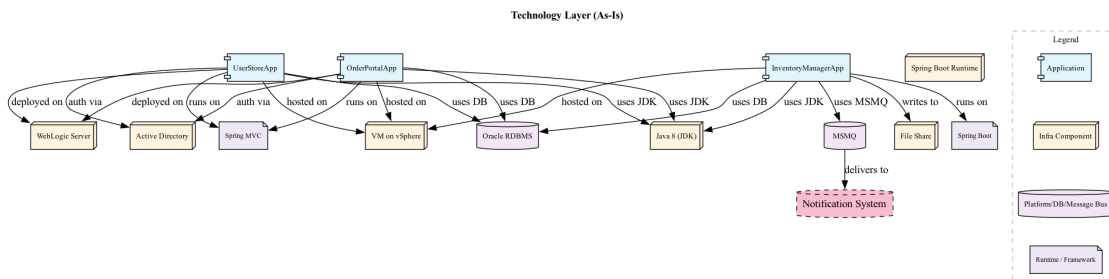 Technology Layer (As-Is)
Legend
UserStoreApp
OrderPortalApp
InventoryManagerApp
Spring Boot Runtime
Application
deployed on
auth via
deployed on
runs on
auth via
hosted on
runs on
hosted on
uses DB
uses DB
hosted on
uses JDK
uses JDK
uses DB
uses JDK
uses MSMQ
writes to
runs on
WebLogic Server
Active Directory
Spring MVC
VM on vSphere
Oracle RDBMS
Java 8 (JDK)
MSMQ
File Share
Spring Boot
Infra Component
delivers to
Notification System
Platform/DB/Message Bus
Runtime / Framework